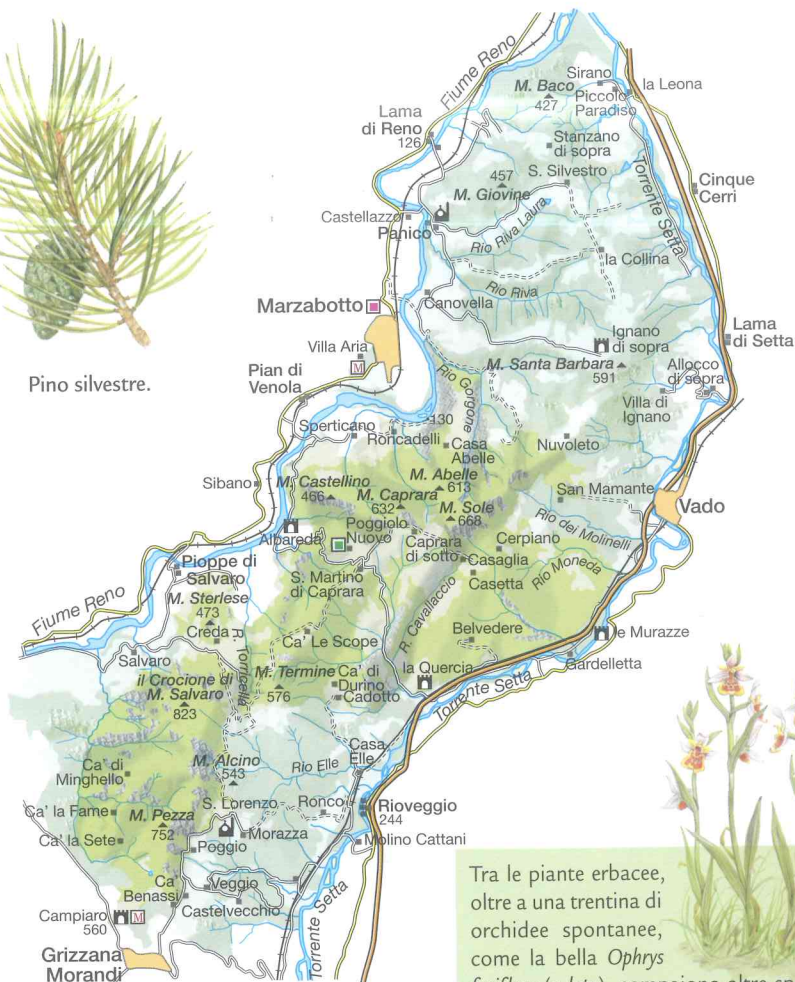 Fiume Reno
Sirano
la Leona
M. Baco
427
Piccolo
Paradiso
Lama
di Reno
126
Stanzano
di sopra
457
S. Silvestro
M. Giovine
Torrente Setta
Cinque
Cerri
Castellazzo
Panico
Rio Riva Laura
la Collina
Rio Riva
Canovella
Marzabotto
Ignano
di sopra
Lama
di Setta
Villa Aria
M
Pino silvestre.
Pian di
Venola
M. Santa Barbara
591
Allocco
di sopra
Rio Gorgone
Villa di
Ignano
130
Sperticano
Roncadelli
Casa
Abelle
Nuvoleto
Sibano
M. Castellino
466
M. Abelle
613
M. Caprara
632
M. Sole
668
San Mamante
Vado
Albareda
Poggiolo
Nuovo
Caprara
di sotto
Cerpiano
Rio dei Molinelli
Casaglia
Pioppe di
Salvaro
S. Martino
di Caprara
Casetta
Rio Moneda
M. Sterlese
473
R. Cavallaccio
Fiume Reno
Creda
R. Torricella
Ca' Le Scope
Belvedere
le Murazze
Salvaro
la Quercia
Gardelletta
il Crocione di
M. Salvaro
823
M. Termine
576
Ca' di
Durino
Cadotto
Torrente Setta
Ca' di
Minghello
M. Alcino
543
Rio Elle
Casa
Elle
Ca' la Fame
M. Pezza
752
S. Lorenzo
Ronco
Rioveggio
244
Ca' la Sete
Morazza
Molino Cattani
Poggio
Ca'
Benassi
Veggio
Castelvecchio
Torrente Setta
Campiaro
560
M
Grizzana
Morandi
Tra le piante erbacee,
oltre a una trentina di
orchidee spontanee,
come la bella Ophrys